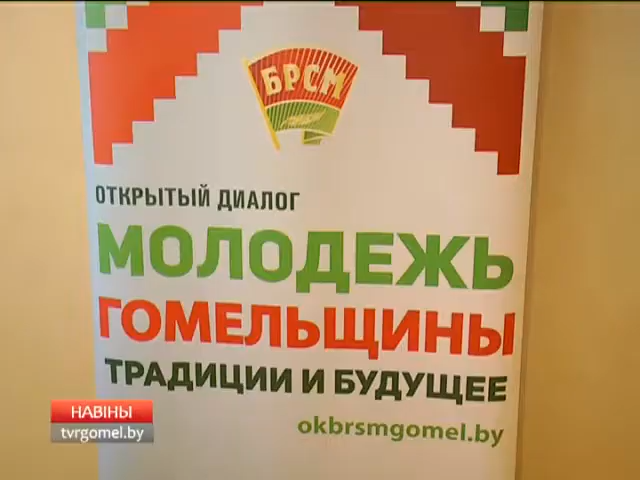 БРСМ
ОТКРЫТЫЙ ДИАЛОГ
МОЛОДЕЖЬ
ГОМЕЛЬЩИНЫ
ТРАДИЦИИ И БУДУЩЕЕ
okbrsmgomel.by
НАВІНЫ
tvrgomel.by